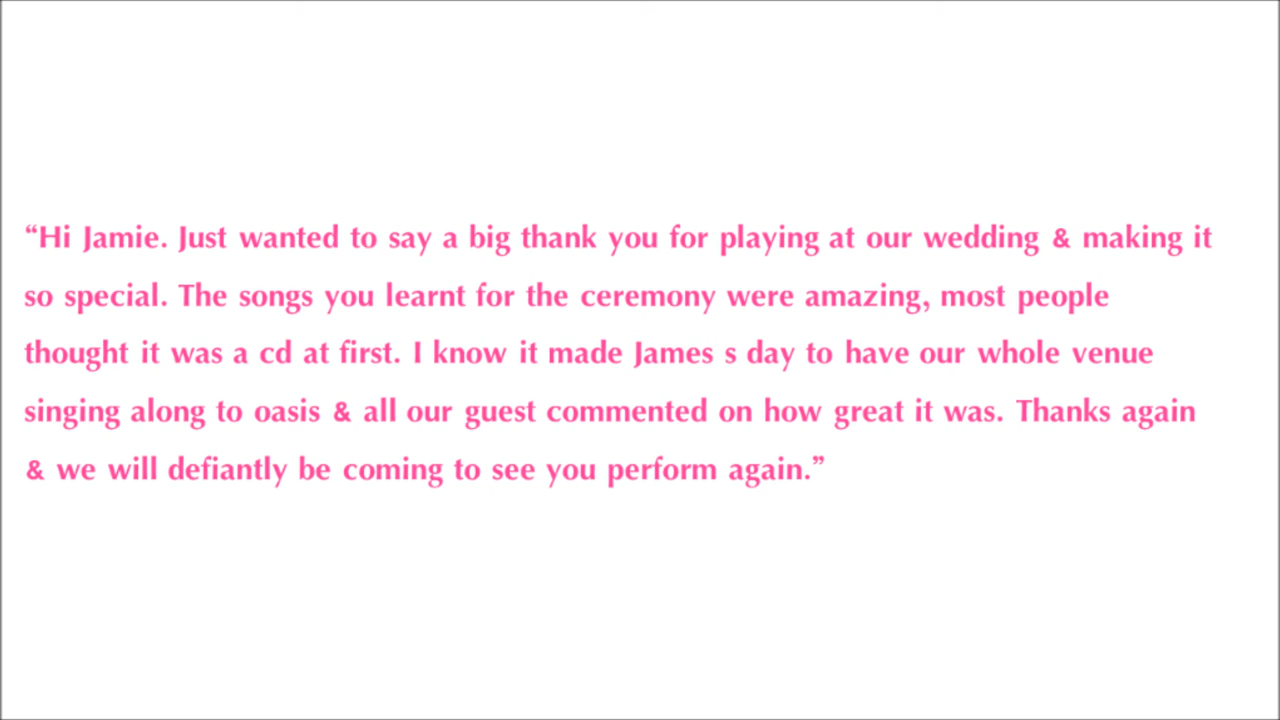 “Hi Jamie. Just wanted to say a big thank you for playing at our wedding & making it
so special. The songs you learnt for the ceremony were amazing, most people
thought it was a cd at first. I know it made James s day to have our whole venue
singing along to oasis & all our guest commented on how great it was. Thanks again
& we will defiantly be coming to see you perform again.”